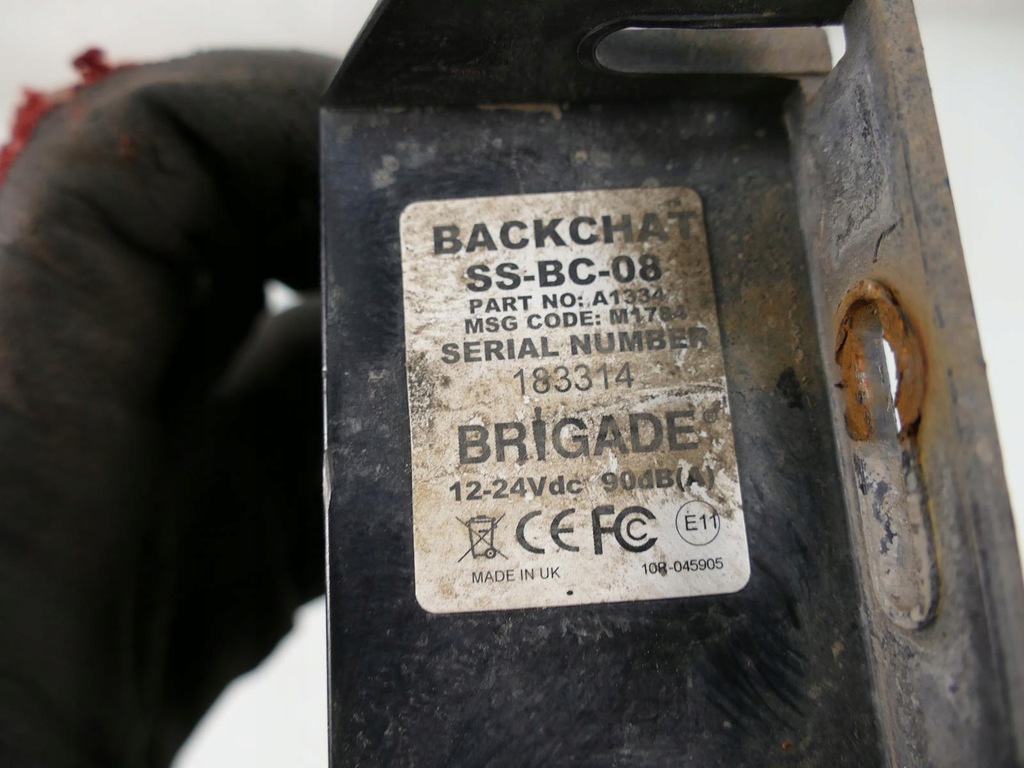 BACKCHAT
SS-BC-08
PART NO: A1334
MSG CODE: M1784
SERIAL NUMBER
183314
BRIGADE
12-24Vdc 90dB(A)
CE FC E11
MADE IN UK
10R-045905